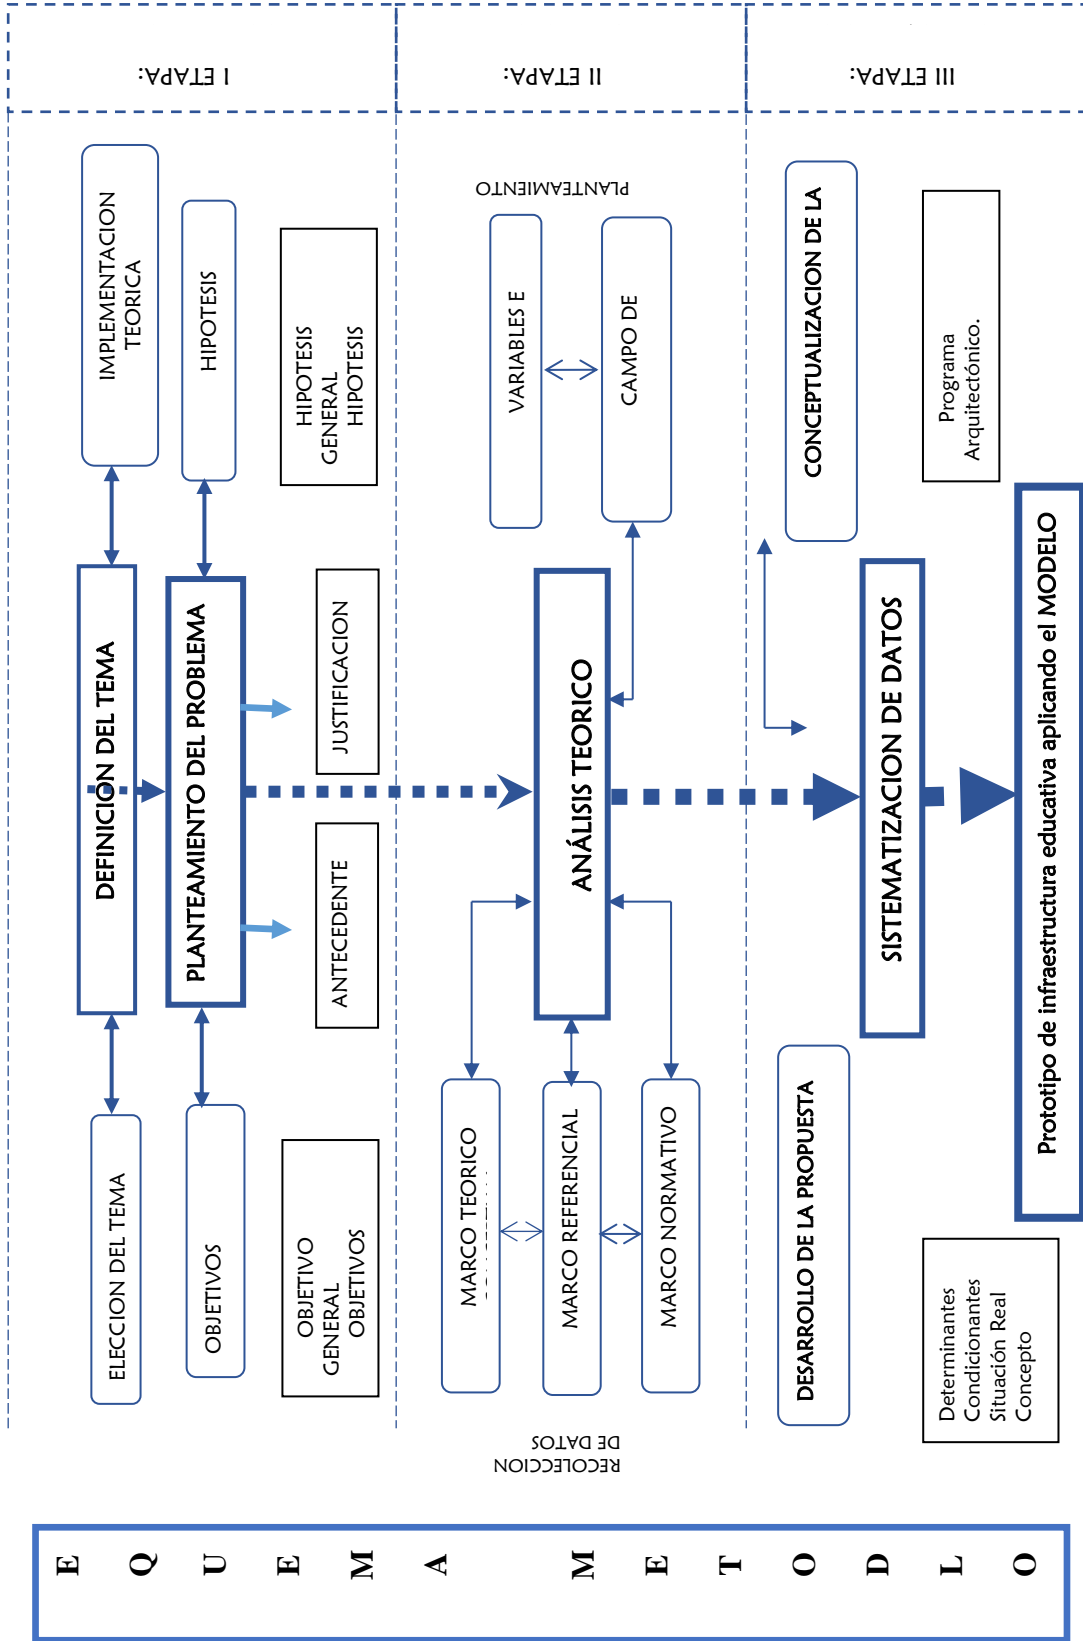 E
Q
U
E
M
A
M
E
T
O
D
L
O
I ETAPA:
ELECCION DEL TEMA
DEFINICION DEL TEMA
IMPLEMENTACION
TEORICA
OBJETIVOS
PLANTEAMIENTO DEL PROBLEMA
HIPOTESIS
OBJETIVO
GENERAL
OBJETIVOS
ANTECEDENTE
JUSTIFICACION
HIPOTESIS
GENERAL
HIPOTESIS
II ETAPA:
RECOLECCION
DE DATOS
MARCO TEORICO
MARCO REFERENCIAL
MARCO NORMATIVO
ANÁLISIS TEORICO
VARIABLES E
CAMPO DE
PLANTEAMIENTO
III ETAPA:
DESARROLLO DE LA PROPUESTA
CONCEPTUALIZACION DE LA
SISTEMATIZACION DE DATOS
Determinantes
Condicionantes
Situación Real
Concepto
Programa
Arquitectónico.
Prototipo de infraestructura educativa aplicando el MODELO